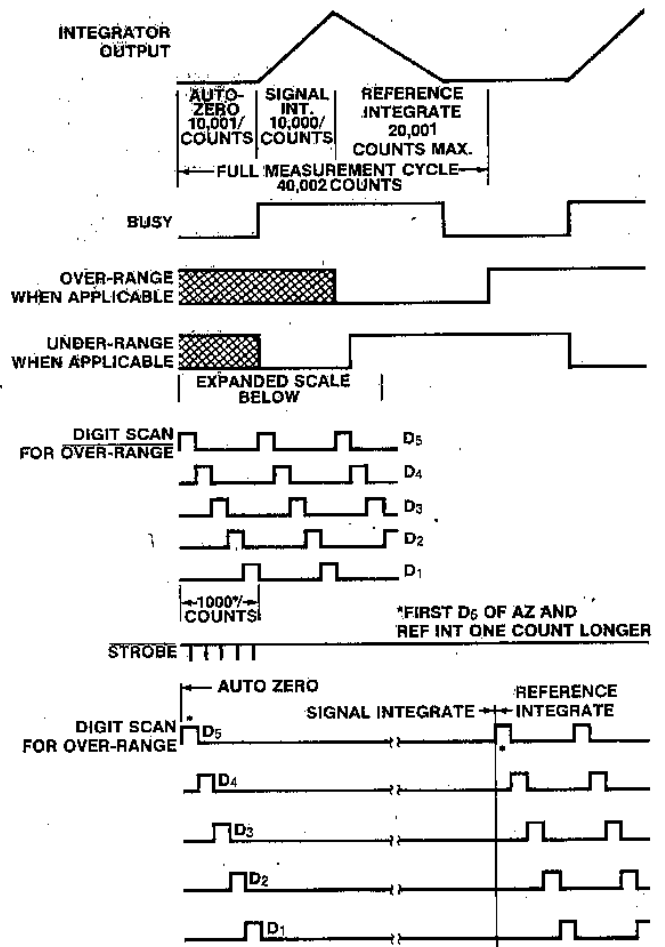 INTEGRATOR
OUTPUT
AUTO-
ZERO
10,001/
COUNTS
SIGNAL
INT.
10,000/
COUNTS
REFERENCE
INTEGRATE
20,001
COUNTS MAX.
FULL MEASUREMENT CYCLE
40,002 COUNTS
BUSY
OVER-RANGE
WHEN APPLICABLE
UNDER-RANGE
WHEN APPLICABLE
EXPANDED SCALE
BELOW
DIGIT SCAN
FOR OVER-RANGE
D5
D4
D3
D2
D1
1000*/
COUNTS
*FIRST D5 OF AZ AND
REF INT ONE COUNT LONGER
STROBE
AUTO ZERO
SIGNAL INTEGRATE
REFERENCE
INTEGRATE
DIGIT SCAN
FOR OVER-RANGE
* D5
*
D4
D3
D2
D1